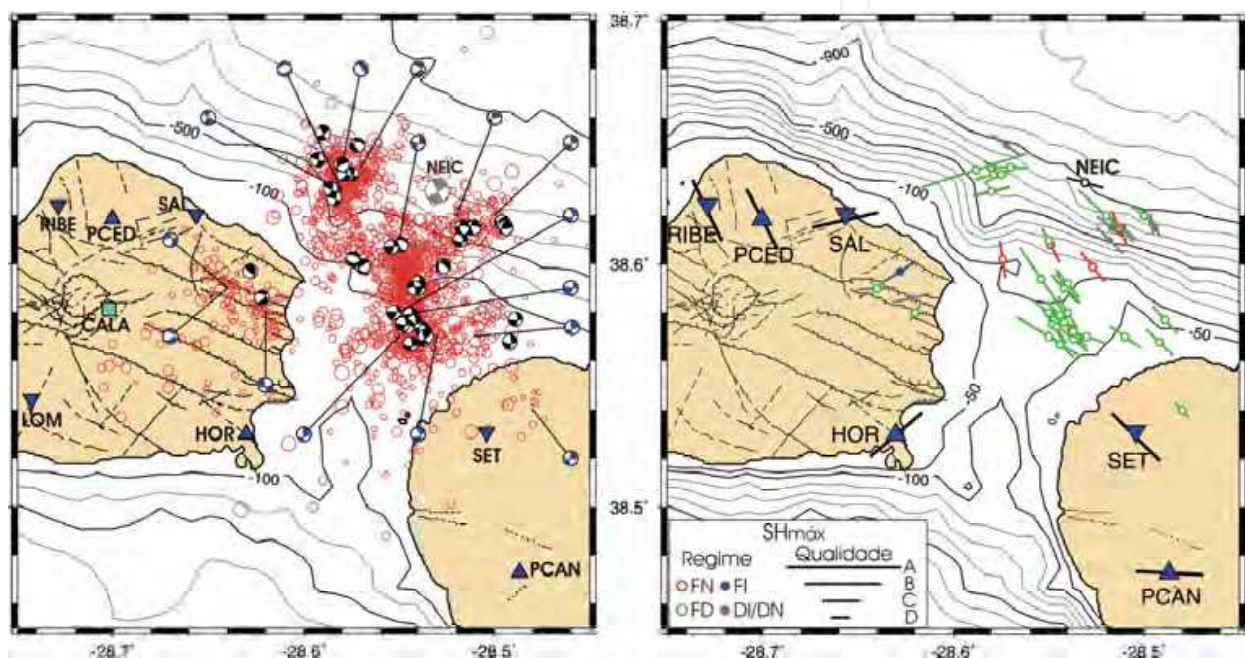 38.7
-900
-500
-500
NEIC
NEIC
-100
-100
SAL
RIBE
PCED
RIBE
PCED
SAL
38.6
CALA
-50
-50
LOM
HOR
SET
HOR
SET
-100
-100
38.5
PCAN
PCAN
SHmáx
Regime Qualidade
A
FN FI B
C
FD DI/DN D
-28.7 -28.6 -28.5 -28.7 -28.6 -28.5